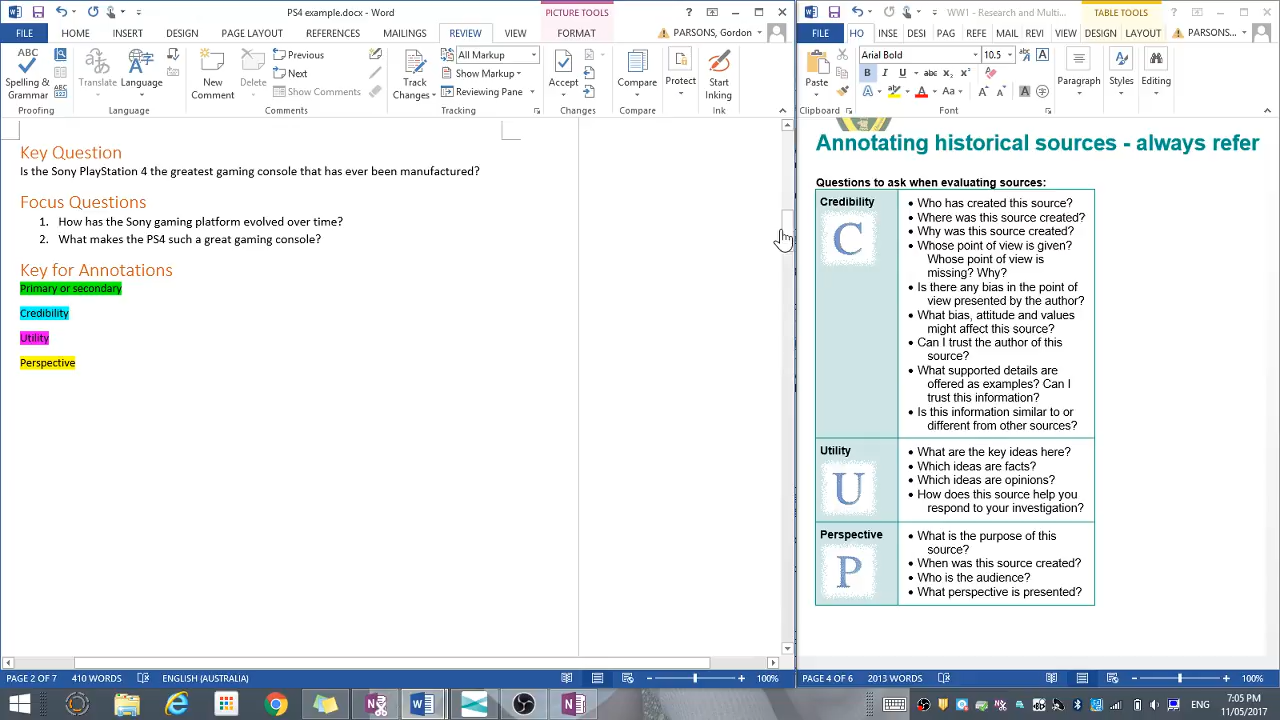 PS4 example.docx - Word
PICTURE TOOLS
FILE HOME INSERT DESIGN PAGE LAYOUT REFERENCES MAILINGS REVIEW VIEW FORMAT PARSONS, Gordon
ABC
Spelling & Grammar
Proofing
Translate Language
Language
New Comment
Delete
Previous
Next
Show Comments
Comments
Track Changes
All Markup
Show Markup
Reviewing Pane
Tracking
Accept
Changes
Compare
Compare
Protect
Start Inking
Ink
Key Question
Is the Sony PlayStation 4 the greatest gaming console that has ever been manufactured?
Focus Questions
1. How has the Sony gaming platform evolved over time?
2. What makes the PS4 such a great gaming console?
Key for Annotations
Primary or secondary
Credibility
Utility
Perspective
PAGE 2 OF 7 410 WORDS ENGLISH (AUSTRALIA) 100%
WW1 - Research and Multi...
TABLE TOOLS
FILE HO INSE DESI PAG REFE MAIL REVI VIEW DESIGN LAYOUT PARSONS...
Paste
Clipboard
Arial Bold 10.5
B I U abc x₂ x²
Font
Paragraph
Styles
Editing
Annotating historical sources - always refer
Questions to ask when evaluating sources:
Credibility
C
• Who has created this source?
• Where was this source created?
• Why was this source created?
• Whose point of view is given?
Whose point of view is
missing? Why?
• Is there any bias in the point of
view presented by the author?
• What bias, attitude and values
might affect this source?
• Can I trust the author of this
source?
• What supported details are
offered as examples? Can I
trust this information?
• Is this information similar to or
different from other sources?
Utility
U
• What are the key ideas here?
• Which ideas are facts?
• Which ideas are opinions?
• How does this source help you
respond to your investigation?
Perspective
P
• What is the purpose of this
source?
• When was this source created?
• Who is the audience?
• What perspective is presented?
PAGE 4 OF 6 2013 WORDS 100%
ENG
7:05 PM
11/05/2017